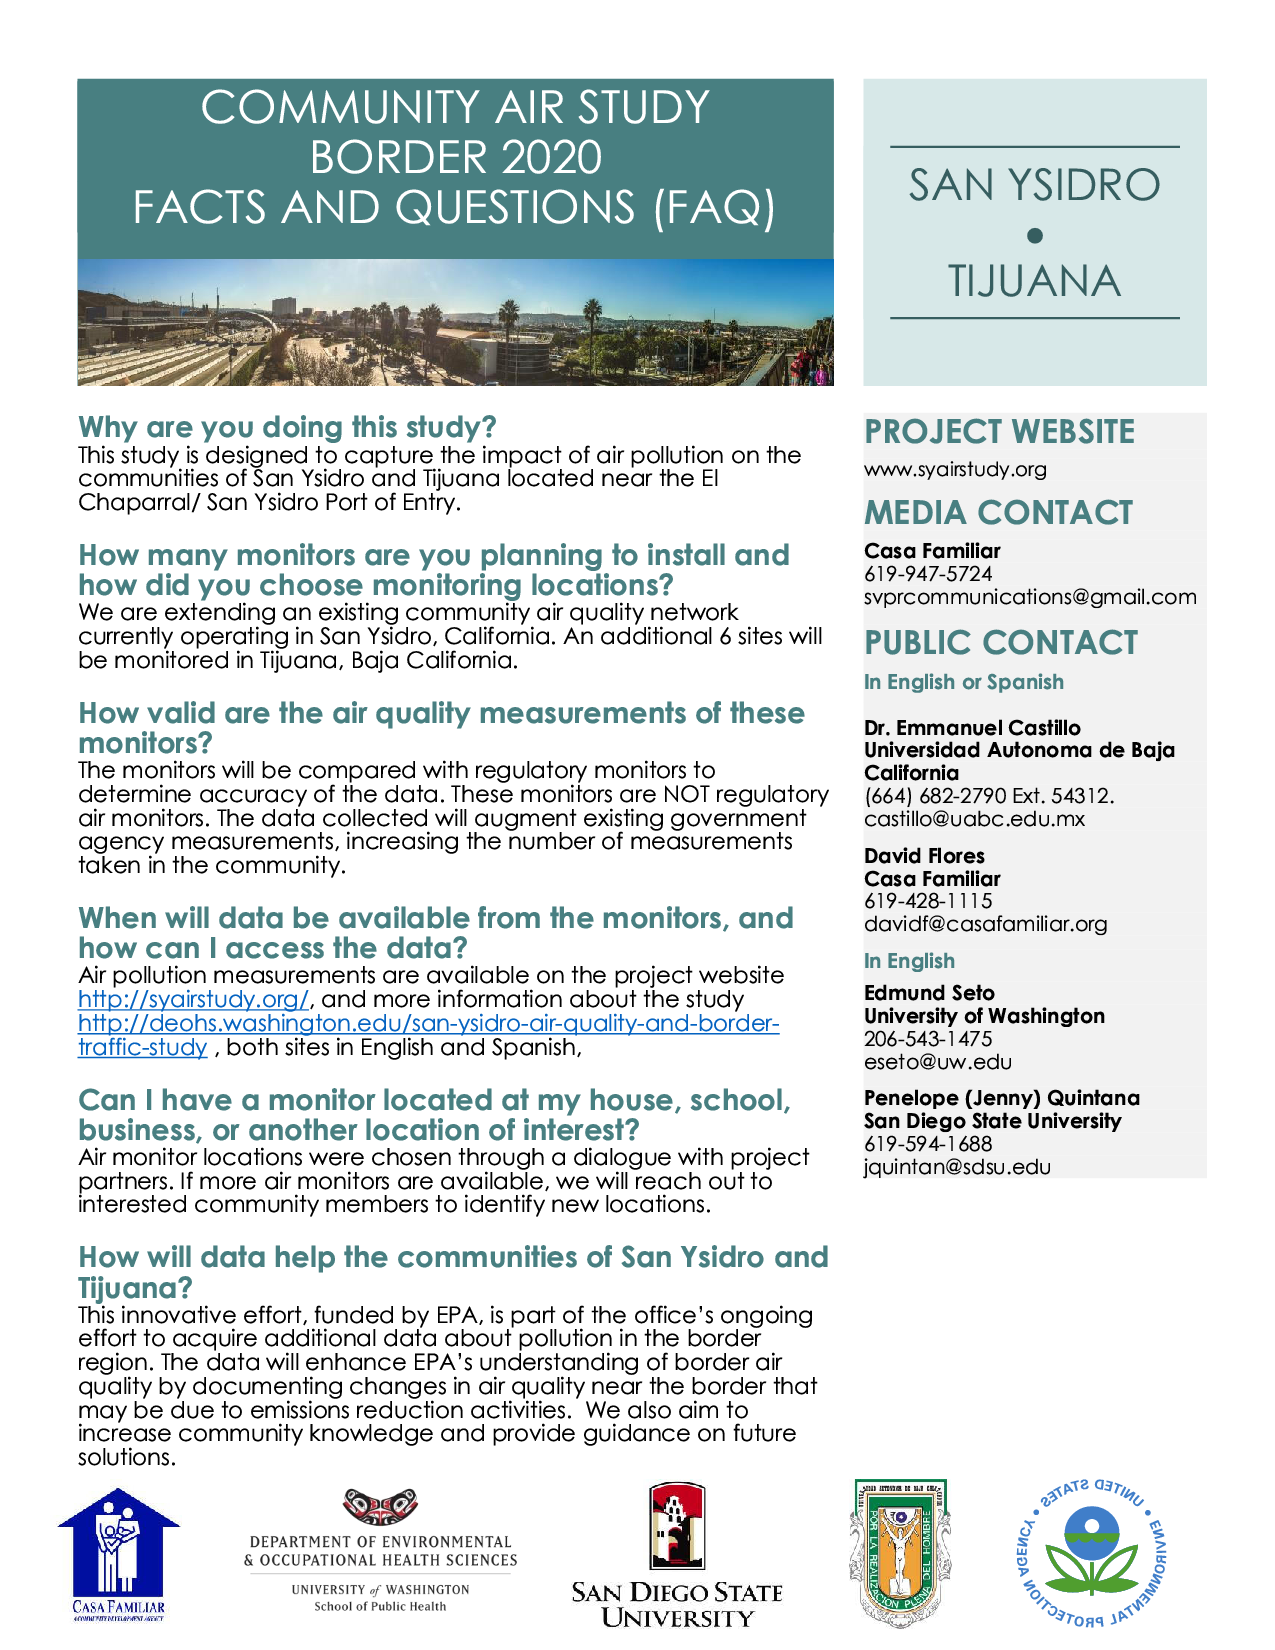 COMMUNITY AIR STUDY
BORDER 2020
FACTS AND QUESTIONS (FAQ)
SAN YSIDRO
•
TIJUANA
Why are you doing this study?
This study is designed to capture the impact of air pollution on the
communities of San Ysidro and Tijuana located near the El
Chaparral/ San Ysidro Port of Entry.
How many monitors are you planning to install and
how did you choose monitoring locations?
We are extending an existing community air quality network
currently operating in San Ysidro, California. An additional 6 sites will
be monitored in Tijuana, Baja California.
How valid are the air quality measurements of these
monitors?
The monitors will be compared with regulatory monitors to
determine accuracy of the data. These monitors are NOT regulatory
air monitors. The data collected will augment existing government
agency measurements, increasing the number of measurements
taken in the community.
When will data be available from the monitors, and
how can I access the data?
Air pollution measurements are available on the project website
http://syairstudy.org/, and more information about the study
http://deohs.washington.edu/san-ysidro-air-quality-and-border-
traffic-study , both sites in English and Spanish,
Can I have a monitor located at my house, school,
business, or another location of interest?
Air monitor locations were chosen through a dialogue with project
partners. If more air monitors are available, we will reach out to
interested community members to identify new locations.
How will data help the communities of San Ysidro and
Tijuana?
This innovative effort, funded by EPA, is part of the office’s ongoing
effort to acquire additional data about pollution in the border
region. The data will enhance EPA’s understanding of border air
quality by documenting changes in air quality near the border that
may be due to emissions reduction activities.  We also aim to
increase community knowledge and provide guidance on future
solutions.
PROJECT WEBSITE
www.syairstudy.org
MEDIA CONTACT
Casa Familiar
619-947-5724
svprcommunications@gmail.com
PUBLIC CONTACT
In English or Spanish
Dr. Emmanuel Castillo
Universidad Autonoma de Baja
California
(664) 682-2790 Ext. 54312.
castillo@uabc.edu.mx
David Flores
Casa Familiar
619-428-1115
davidf@casafamiliar.org
In English
Edmund Seto
University of Washington
206-543-1475
eseto@uw.edu
Penelope (Jenny) Quintana
San Diego State University
619-594-1688
jquintan@sdsu.edu
CASA FAMILIAR
A COMMUNITY DEVELOPMENT AGENCY
DEPARTMENT OF ENVIRONMENTAL
& OCCUPATIONAL HEALTH SCIENCES
UNIVERSITY of WASHINGTON
School of Public Health
SAN DIEGO STATE
UNIVERSITY
POR LA REALIZACION PLENA DEL HOMBRE
UNITED STATES • ENVIRONMENTAL PROTECTION AGENCY •